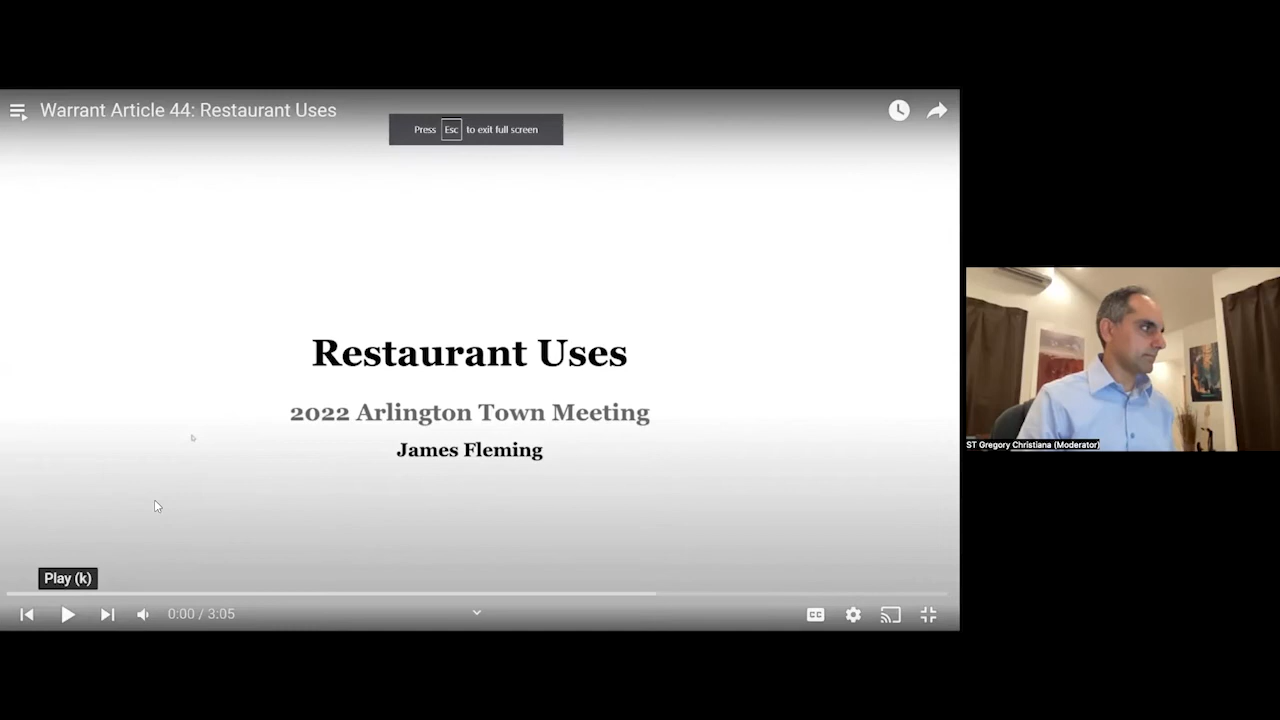 Warrant Article 44: Restaurant Uses
Press Esc to exit full screen
Restaurant Uses
2022 Arlington Town Meeting
James Fleming
ST Gregory Christiana (Moderator)
Play (k)
0:00 / 3:05
CC